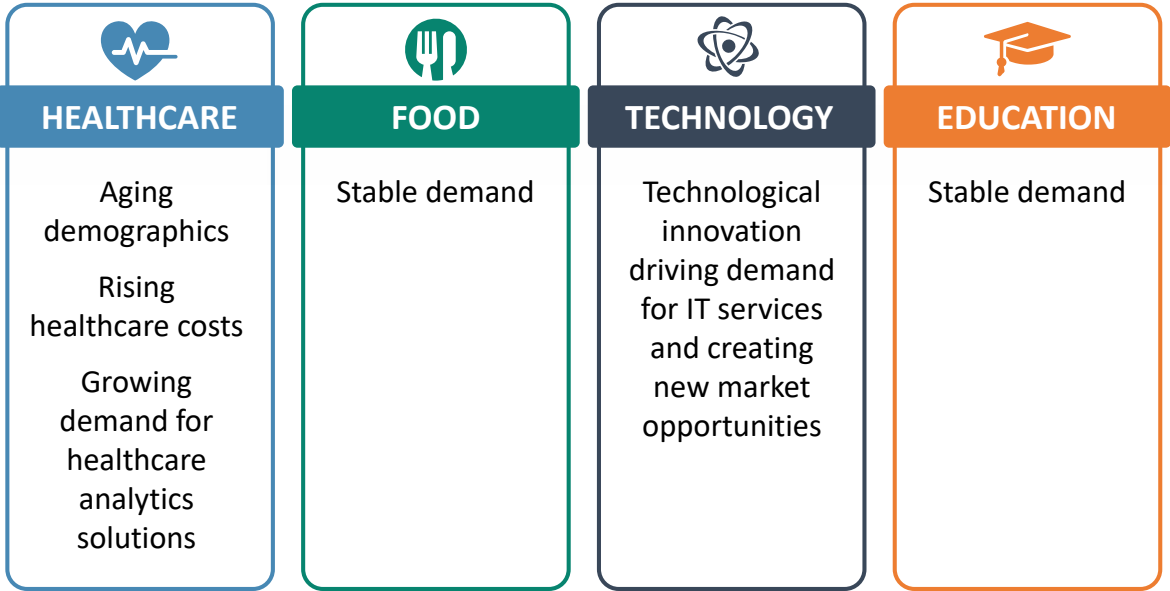 HEALTHCARE
Aging
demographics
Rising
healthcare costs
Growing
demand for
healthcare
analytics
solutions
FOOD
Stable demand
TECHNOLOGY
Technological
innovation
driving demand
for IT services
and creating
new market
opportunities
EDUCATION
Stable demand